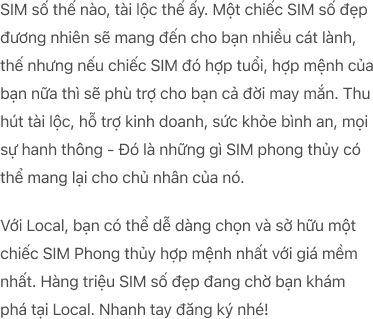 SIM số thế nào, tài lộc thế ấy. Một chiếc SIM số đẹp
đương nhiên sẽ mang đến cho bạn nhiều cát lành,
thế nhưng nếu chiếc SIM đó hợp tuổi, hợp mệnh của
bạn nữa thì sẽ phù trợ cho bạn cả đời may mắn. Thu
hút tài lộc, hỗ trợ kinh doanh, sức khỏe bình an, mọi
sự hanh thông - Đó là những gì SIM phong thủy có
thể mang lại cho chủ nhân của nó.
Với Local, bạn có thể dễ dàng chọn và sở hữu một
chiếc SIM Phong thủy hợp mệnh nhất với giá mềm
nhất. Hàng triệu SIM số đẹp đang chờ bạn khám
phá tại Local. Nhanh tay đăng ký nhé!